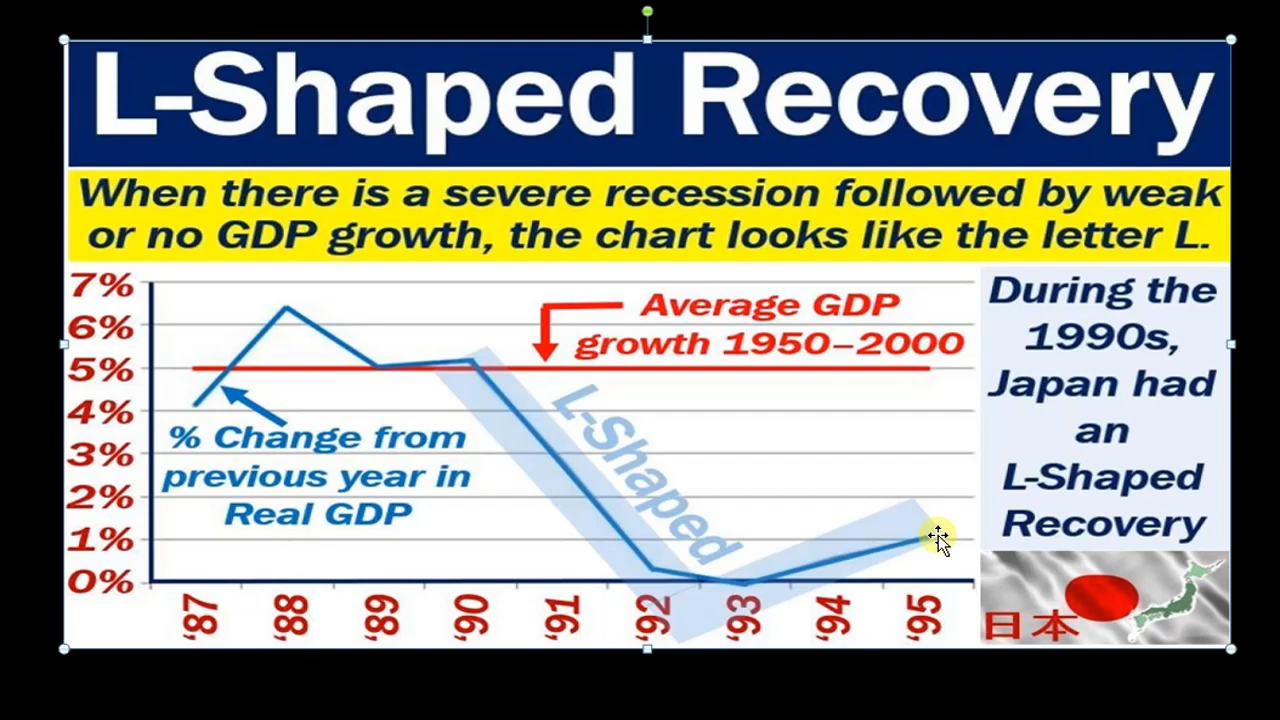 L-Shaped Recovery
When there is a severe recession followed by weak
or no GDP growth, the chart looks like the letter L.
7%
6%
5%
4%
3%
2%
1%
0%
Average GDP
growth 1950–2000
% Change from
previous year in
Real GDP
L-Shaped
'87
'88
'89
'90
'91
'92
'93
'94
'95
During the
1990s,
Japan had
an
L-Shaped
Recovery
日本